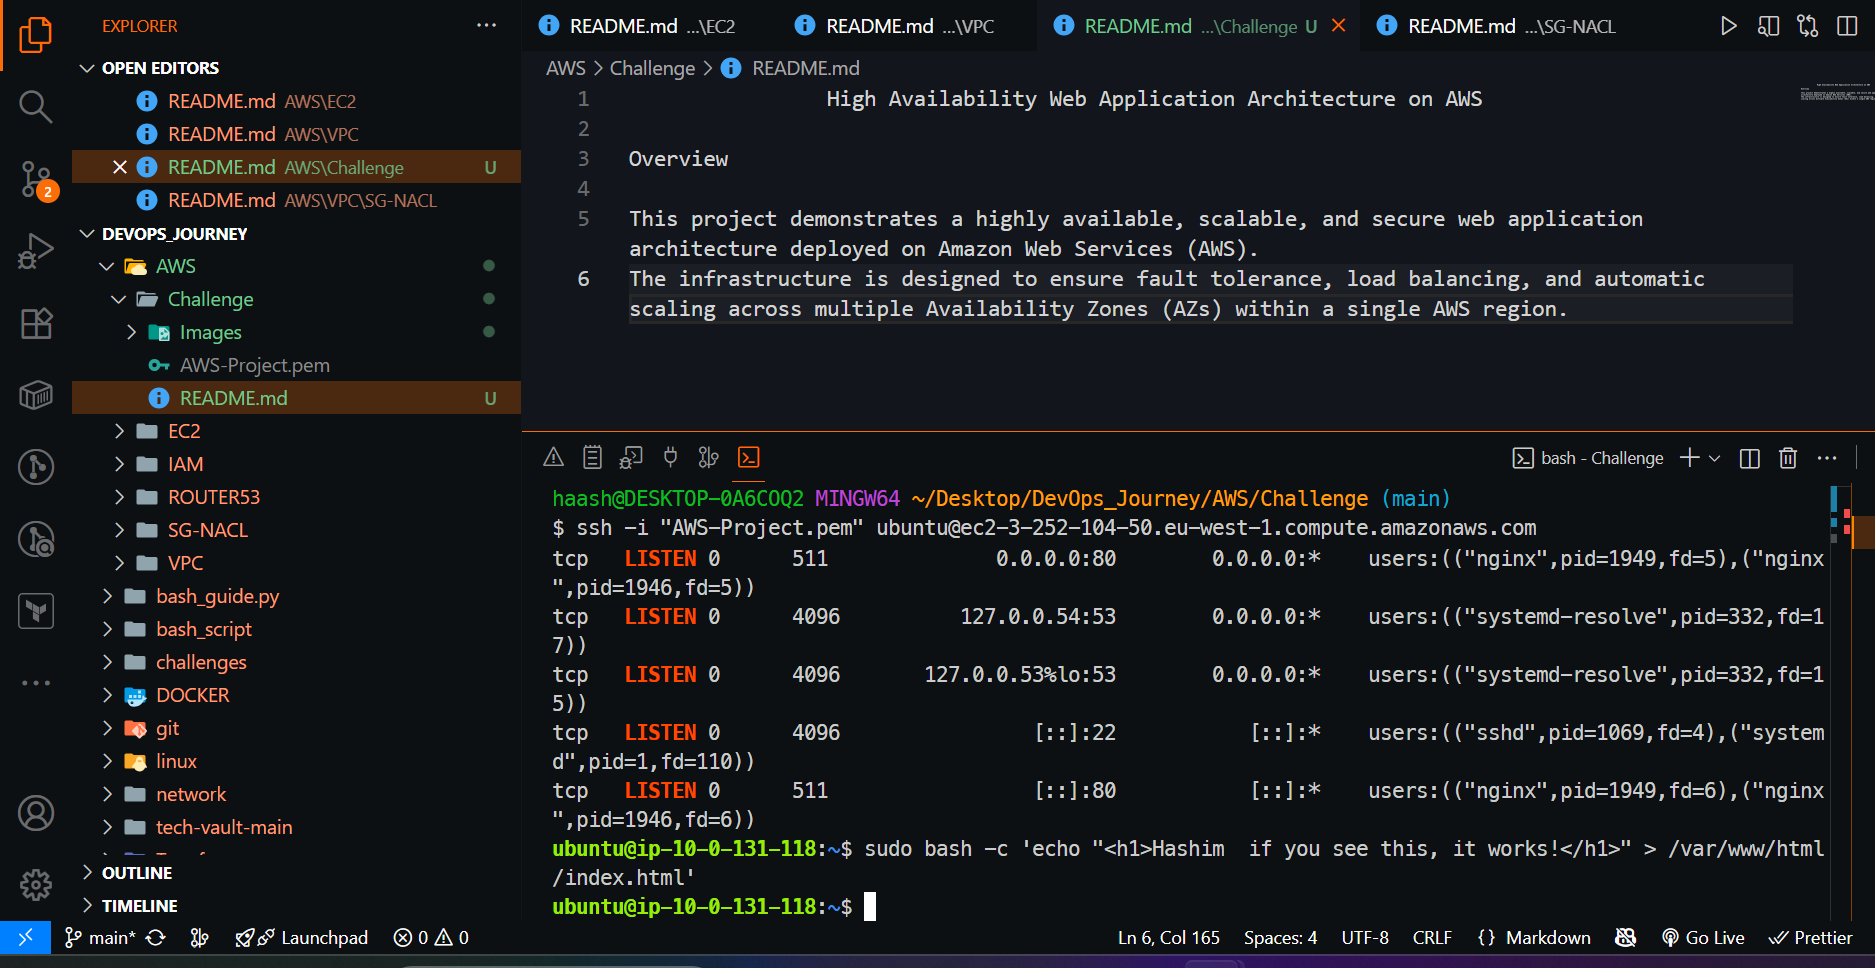 EXPLORER
OPEN EDITORS
README.md AWS\EC2
README.md AWS\VPC
README.md AWS\Challenge U
README.md AWS\VPC\SG-NACL
DEVOPS_JOURNEY
AWS
Challenge
Images
AWS-Project.pem
README.md U
EC2
IAM
ROUTER53
SG-NACL
VPC
bash_guide.py
bash_script
challenges
DOCKER
git
linux
network
tech-vault-main
OUTLINE
TIMELINE
2
README.md ...\EC2
README.md ...\VPC
README.md ...\Challenge U
README.md ...\SG-NACL
AWS > Challenge > README.md
1 High Availability Web Application Architecture on AWS
2
3 Overview
4
5 This project demonstrates a highly available, scalable, and secure web application
architecture deployed on Amazon Web Services (AWS).
6 The infrastructure is designed to ensure fault tolerance, load balancing, and automatic
scaling across multiple Availability Zones (AZs) within a single AWS region.
bash - Challenge
haash@DESKTOP-0A6COQ2 MINGW64 ~/Desktop/DevOps_Journey/AWS/Challenge (main)
$ ssh -i "AWS-Project.pem" ubuntu@ec2-3-252-104-50.eu-west-1.compute.amazonaws.com
tcp LISTEN 0 511 0.0.0.0:80 0.0.0.0:* users:(("nginx",pid=1949,fd=5),("nginx
",pid=1946,fd=5))
tcp LISTEN 0 4096 127.0.0.54:53 0.0.0.0:* users:(("systemd-resolve",pid=332,fd=1
7))
tcp LISTEN 0 4096 127.0.0.53%lo:53 0.0.0.0:* users:(("systemd-resolve",pid=332,fd=1
5))
tcp LISTEN 0 4096 [::]:22 [::]:* users:(("sshd",pid=1069,fd=4),("system
d",pid=1,fd=110))
tcp LISTEN 0 511 [::]:80 [::]:* users:(("nginx",pid=1949,fd=6),("nginx
",pid=1946,fd=6))
ubuntu@ip-10-0-131-118:~$ sudo bash -c 'echo "<h1>Hashim  if you see this, it works!</h1>" > /var/www/html
/index.html'
ubuntu@ip-10-0-131-118:~$
main* Launchpad 0 0 Ln 6, Col 165 Spaces: 4 UTF-8 CRLF {} Markdown Go Live Prettier